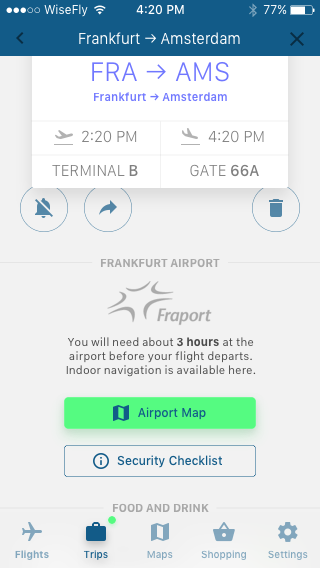 WiseFly 4:20 PM 77%
Frankfurt → Amsterdam
FRA → AMS
Frankfurt → Amsterdam
2:20 PM 4:20 PM
TERMINAL B GATE 66A
FRANKFURT AIRPORT
Fraport
You will need about 3 hours at the
airport before your flight departs.
Indoor navigation is available here.
Airport Map
Security Checklist
FOOD AND DRINK
Flights Trips Maps Shopping Settings